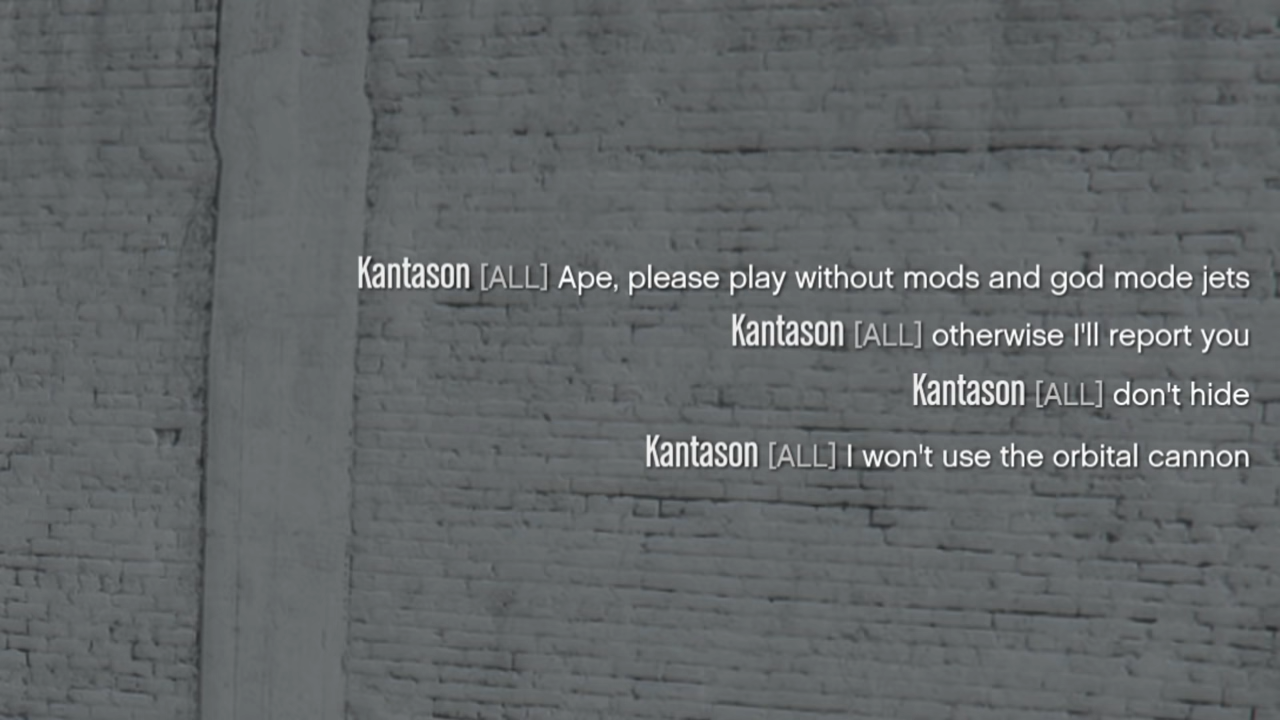 Kantason [ALL] Ape, please play without mods and god mode jets
Kantason [ALL] otherwise I'll report you
Kantason [ALL] don't hide
Kantason [ALL] I won't use the orbital cannon